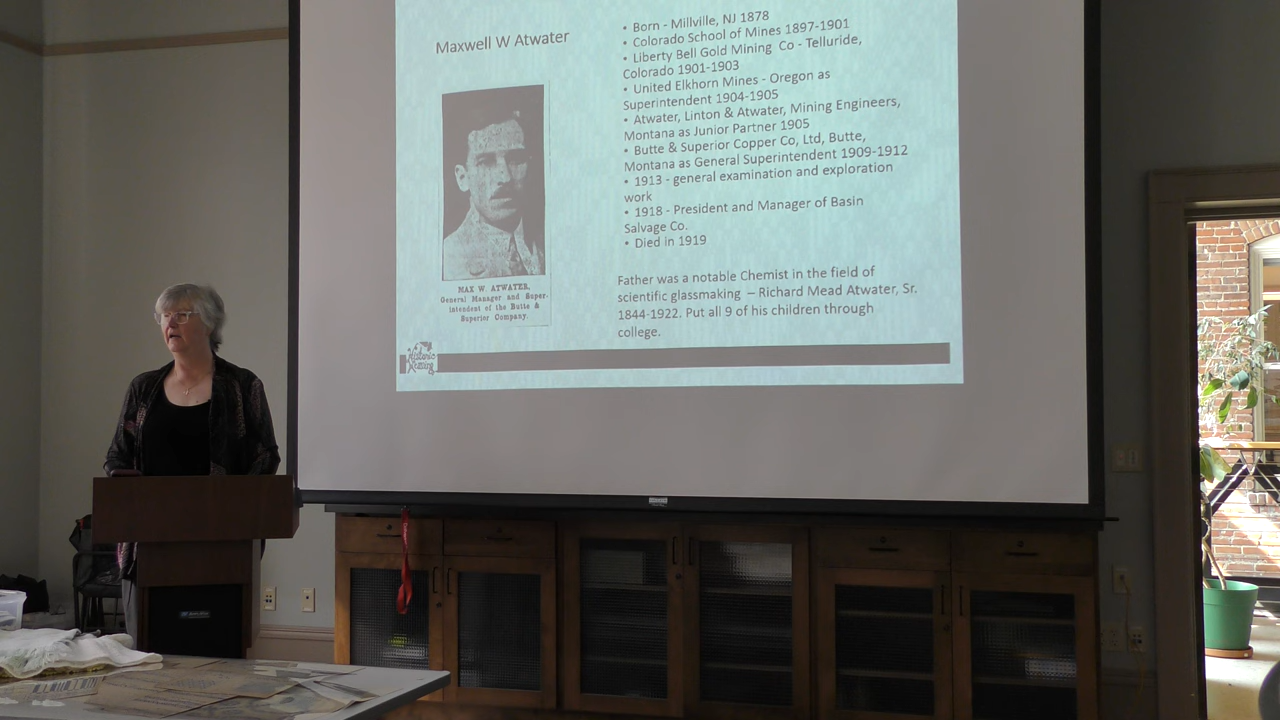 Maxwell W Atwater
MAX W. ATWATER,
General Manager and Super-
intendent of the Butte &
Superior Company.
• Born - Millville, NJ 1878
• Colorado School of Mines 1897-1901
• Liberty Bell Gold Mining Co - Telluride,
Colorado 1901-1903
• United Elkhorn Mines - Oregon as
Superintendent 1904-1905
• Atwater, Linton & Atwater, Mining Engineers,
Montana as Junior Partner 1905
• Butte & Superior Copper Co, Ltd, Butte,
Montana as General Superintendent 1909-1912
• 1913 - general examination and exploration
work
• 1918 - President and Manager of Basin
Salvage Co.
• Died in 1919
Father was a notable Chemist in the field of
scientific glassmaking – Richard Mead Atwater, Sr.
1844-1922. Put all 9 of his children through
college.
Historic